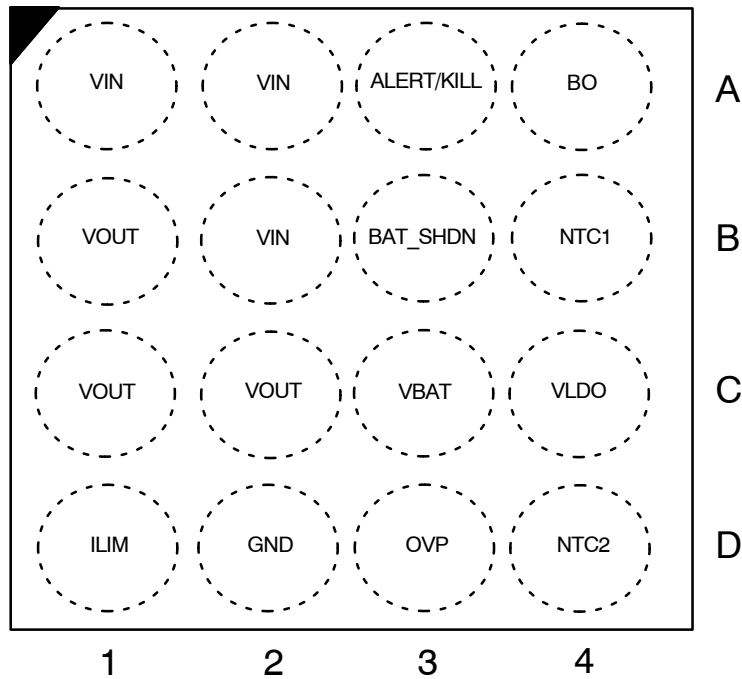 VIN VIN ALERT/KILL BO A
VOUT VIN BAT_SHDN NTC1 B
VOUT VOUT VBAT VLDO C
ILIM GND OVP NTC2 D
1 2 3 4